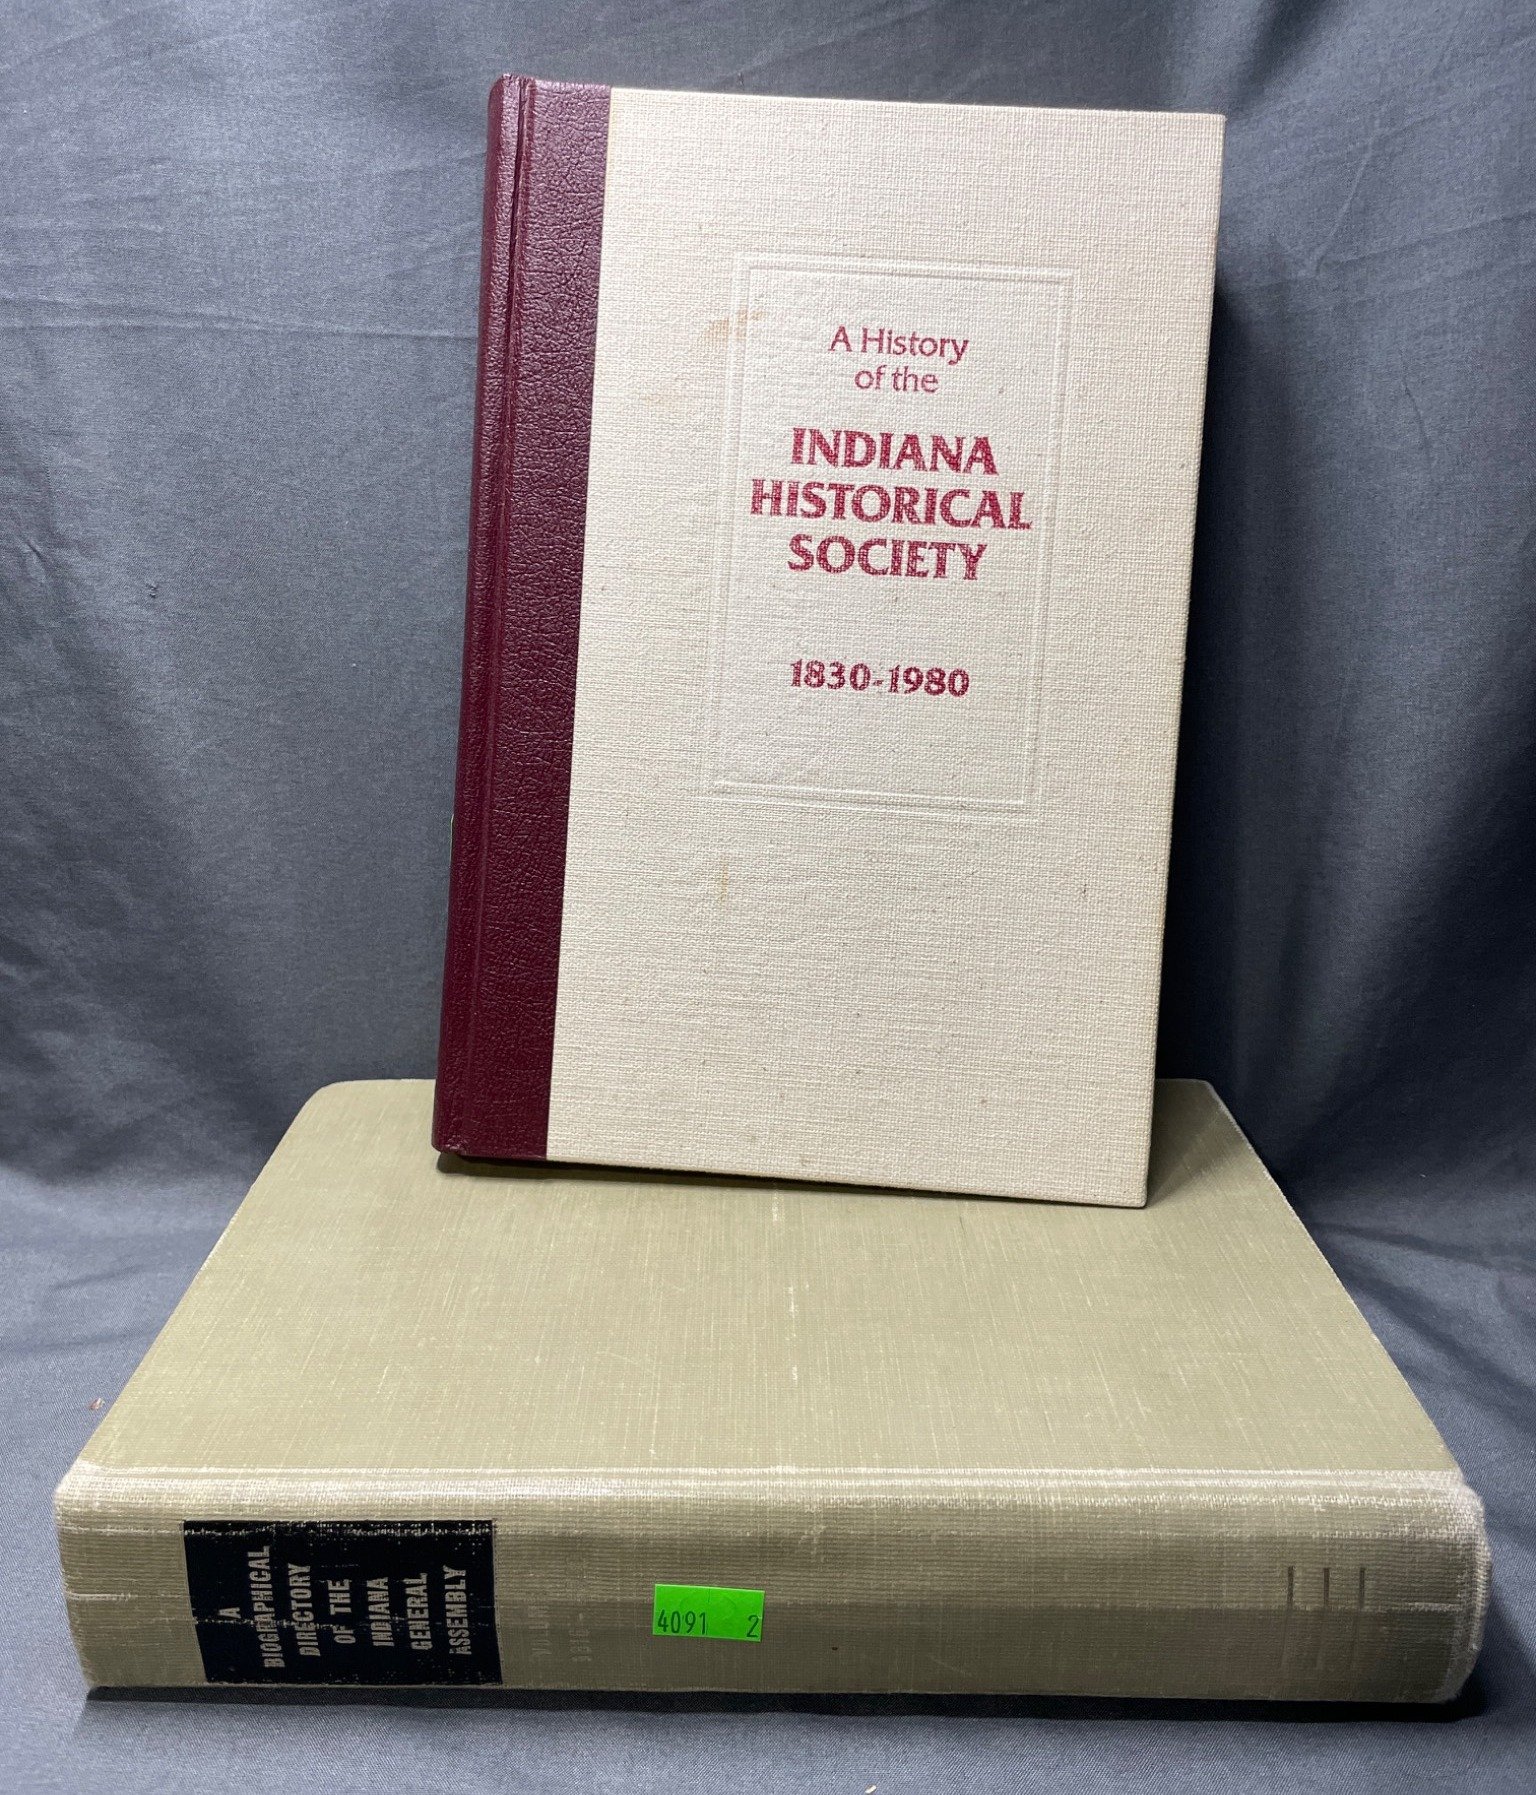 A History
of the
INDIANA
HISTORICAL
SOCIETY
1830-1980
A
BIOGRAPHICAL
DIRECTORY
OF THE
INDIANA
GENERAL
ASSEMBLY
4091 2